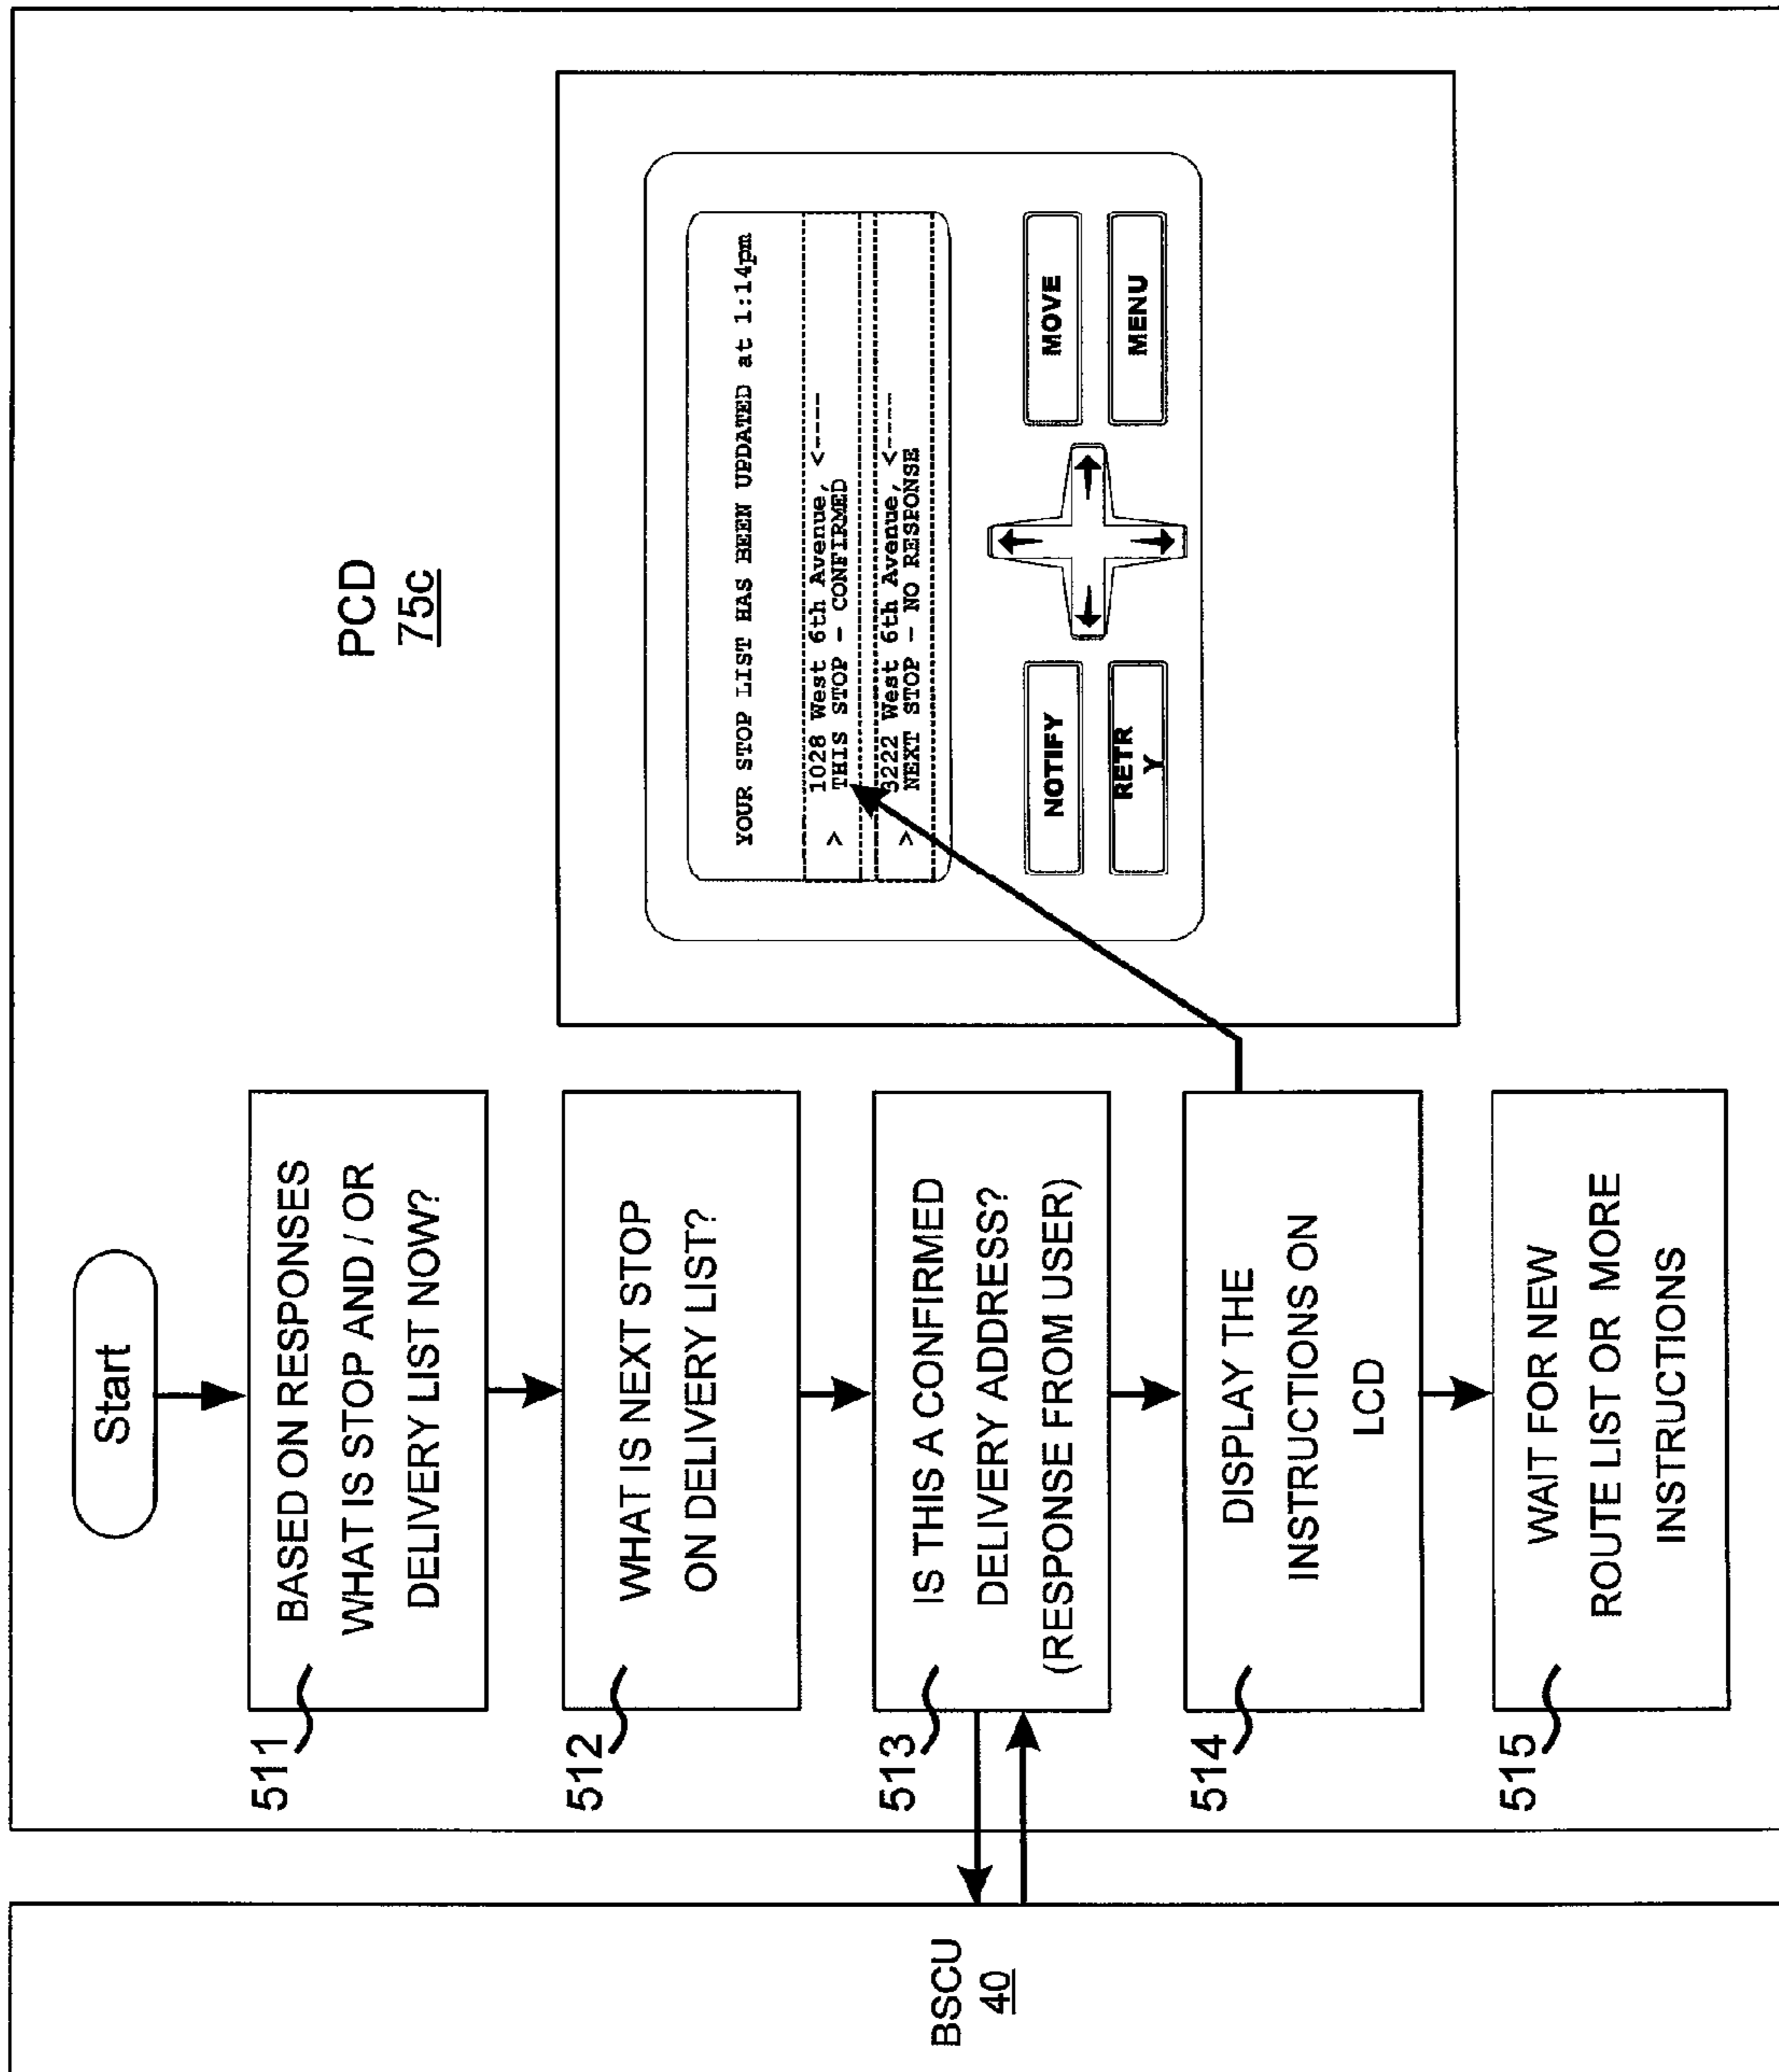 BSCU
40
PCD
75c
Start
511
BASED ON RESPONSES
WHAT IS STOP AND / OR
DELIVERY LIST NOW?
512
WHAT IS NEXT STOP
ON DELIVERY LIST?
513
IS THIS A CONFIRMED
DELIVERY ADDRESS?
(RESPONSE FROM USER)
514
DISPLAY THE
INSTRUCTIONS ON
LCD
515
WAIT FOR NEW
ROUTE LIST OR MORE
INSTRUCTIONS
YOUR STOP LIST HAS BEEN UPDATED at 1:14pm
> 1028 West 6th Avenue, <----
THIS STOP - CONFIRMED
> 3222 West 6th Avenue, <----
NEXT STOP - NO RESPONSE
NOTIFY
MOVE
RETR
Y
MENU